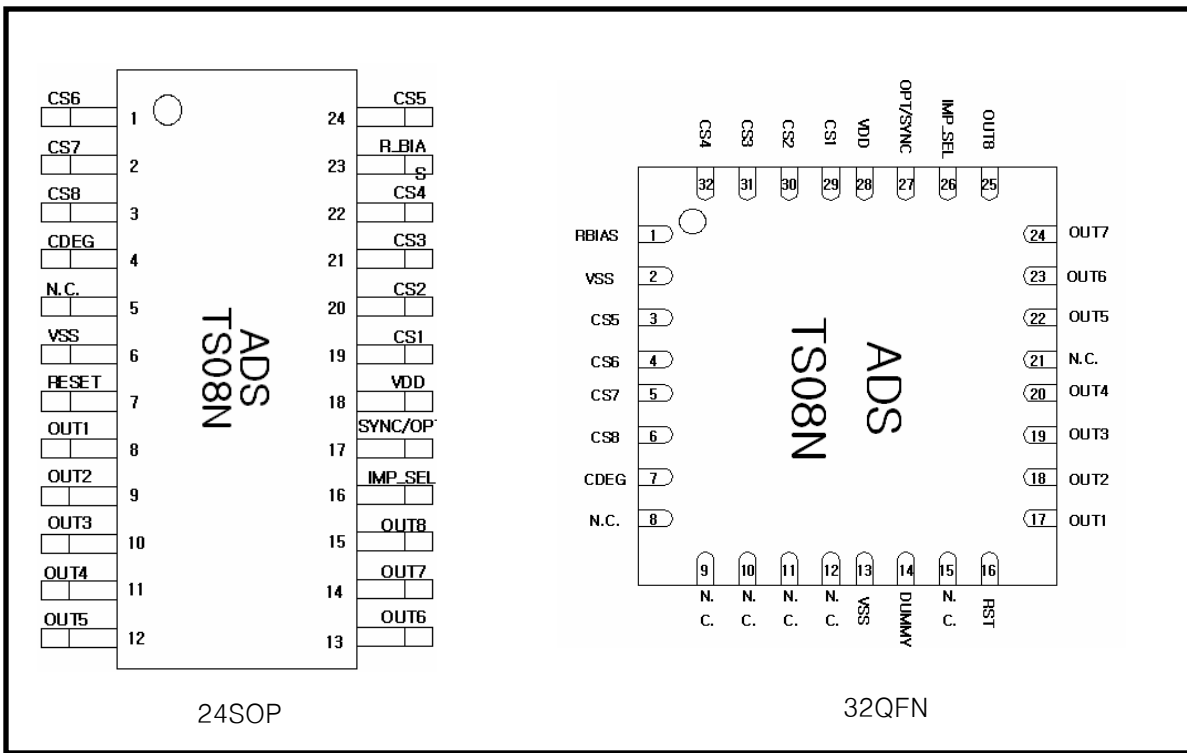 CS6
1
CS7
2
CS8
3
CDEG
4
N.C.
5
VSS
6
RESET
7
OUT1
8
OUT2
9
OUT3
10
OUT4
11
OUT5
12
ADS
TS08N
24
CS5
23
R_BIA
S
22
CS4
21
CS3
20
CS2
19
CS1
18
VDD
17
SYNC/OPT
16
IMP_SEL
15
OUT8
14
OUT7
13
OUT6
24SOP
CS4
CS3
CS2
CS1
VDD
OPT/SYNC
IMP_SEL
OUT8
32
31
30
29
28
27
26
25
RBIAS
1
VSS
2
CS5
3
CS6
4
CS7
5
CS8
6
CDEG
7
N.C.
8
ADS
TS08N
24
OUT7
23
OUT6
22
OUT5
21
N.C.
20
OUT4
19
OUT3
18
OUT2
17
OUT1
9
10
11
12
13
14
15
16
N.
C.
N.
C.
N.
C.
N.
C.
VSS
DUMMY
N.
C.
RST
32QFN